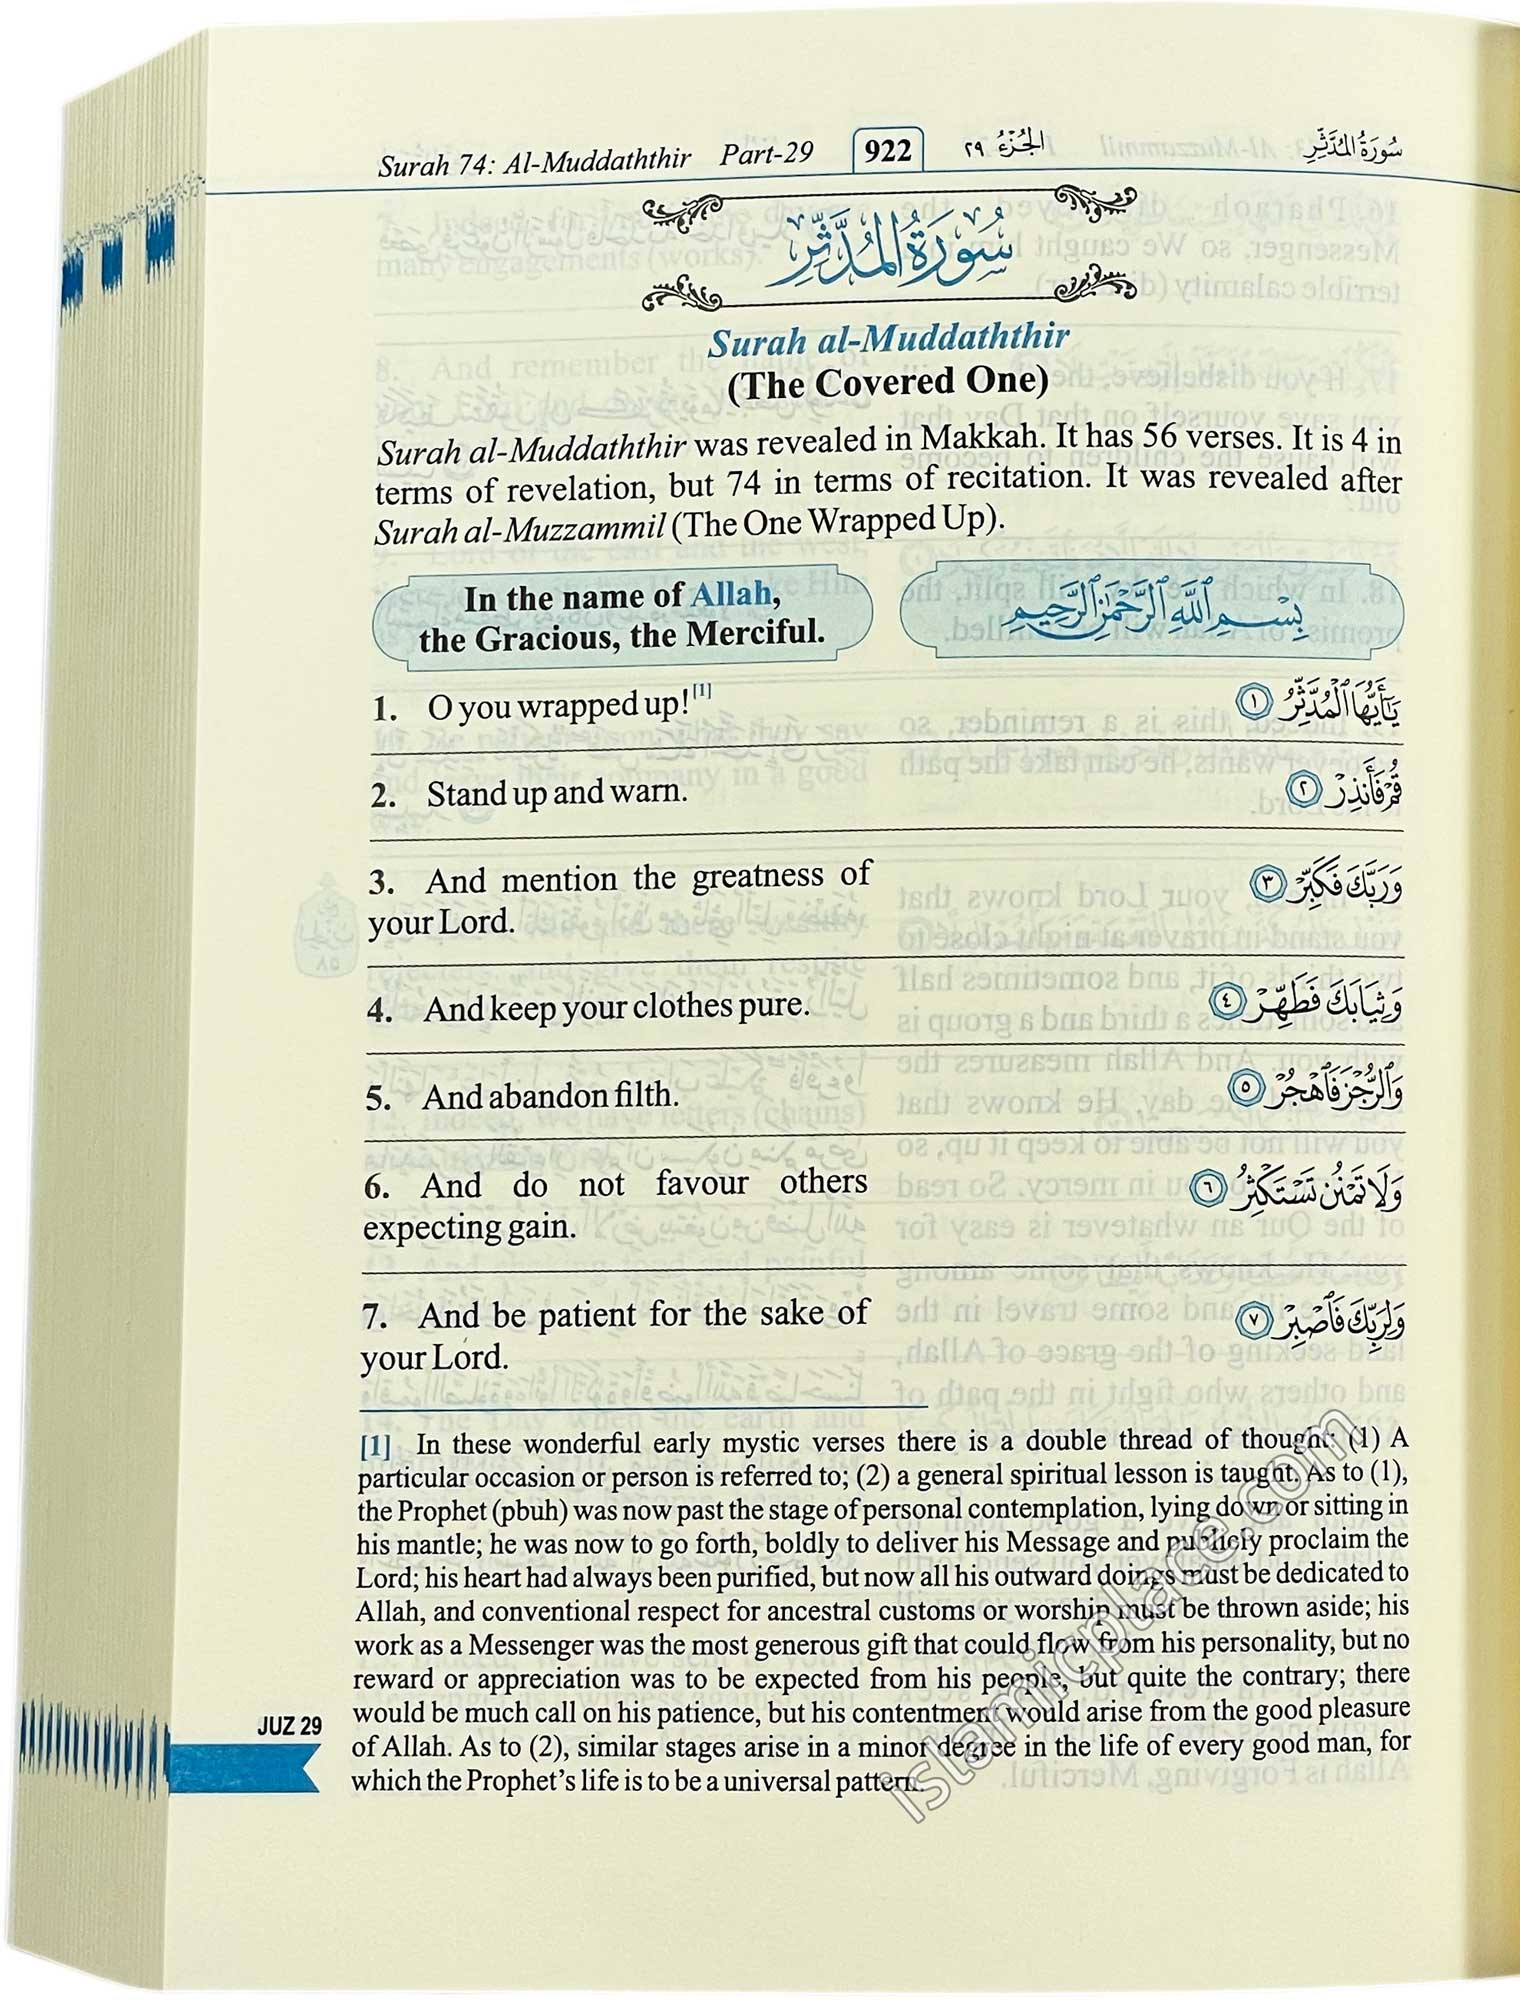 Surah 74: Al-Muddaththir Part-29 922 الجُزْءُ ٢٩ سُورَةُ المُدَّثِّر
سُورَةُ المُدَّثِّر
Surah al-Muddaththir
(The Covered One)
Surah al-Muddaththir was revealed in Makkah. It has 56 verses. It is 4 in
terms of revelation, but 74 in terms of recitation. It was revealed after
Surah al-Muzzammil (The One Wrapped Up).
In the name of Allah,
the Gracious, the Merciful.
بِسْمِ ٱللَّهِ ٱلرَّحْمَٰنِ ٱلرَّحِيمِ
1. O you wrapped up![1]
يَٰٓأَيُّهَا ٱلْمُدَّثِّرُ ١
2. Stand up and warn.
قُمْ فَأَنذِرْ ٢
3. And mention the greatness of
your Lord.
وَرَبَّكَ فَكَبِّرْ ٣
4. And keep your clothes pure.
وَثِيَابَكَ فَطَهِّرْ ٤
5. And abandon filth.
وَٱلرُّجْزَ فَٱهْجُرْ ٥
6. And do not favour others
expecting gain.
وَلَا تَمْنُن تَسْتَكْثِرُ ٦
7. And be patient for the sake of
your Lord.
وَلِرَبِّكَ فَٱصْبِرْ ٧
[1] In these wonderful early mystic verses there is a double thread of thought: (1) A
particular occasion or person is referred to; (2) a general spiritual lesson is taught. As to (1),
the Prophet (pbuh) was now past the stage of personal contemplation, lying down or sitting in
his mantle; he was now to go forth, boldly to deliver his Message and publicly proclaim the
Lord; his heart had always been purified, but now all his outward doings must be dedicated to
Allah, and conventional respect for ancestral customs or worship must be thrown aside; his
work as a Messenger was the most generous gift that could flow from his personality, but no
reward or appreciation was to be expected from his people, but quite the contrary; there
would be much call on his patience, but his contentment would arise from the good pleasure
of Allah. As to (2), similar stages arise in a minor degree in the life of every good man, for
which the Prophet's life is to be a universal pattern.
JUZ 29
islamicplace.com